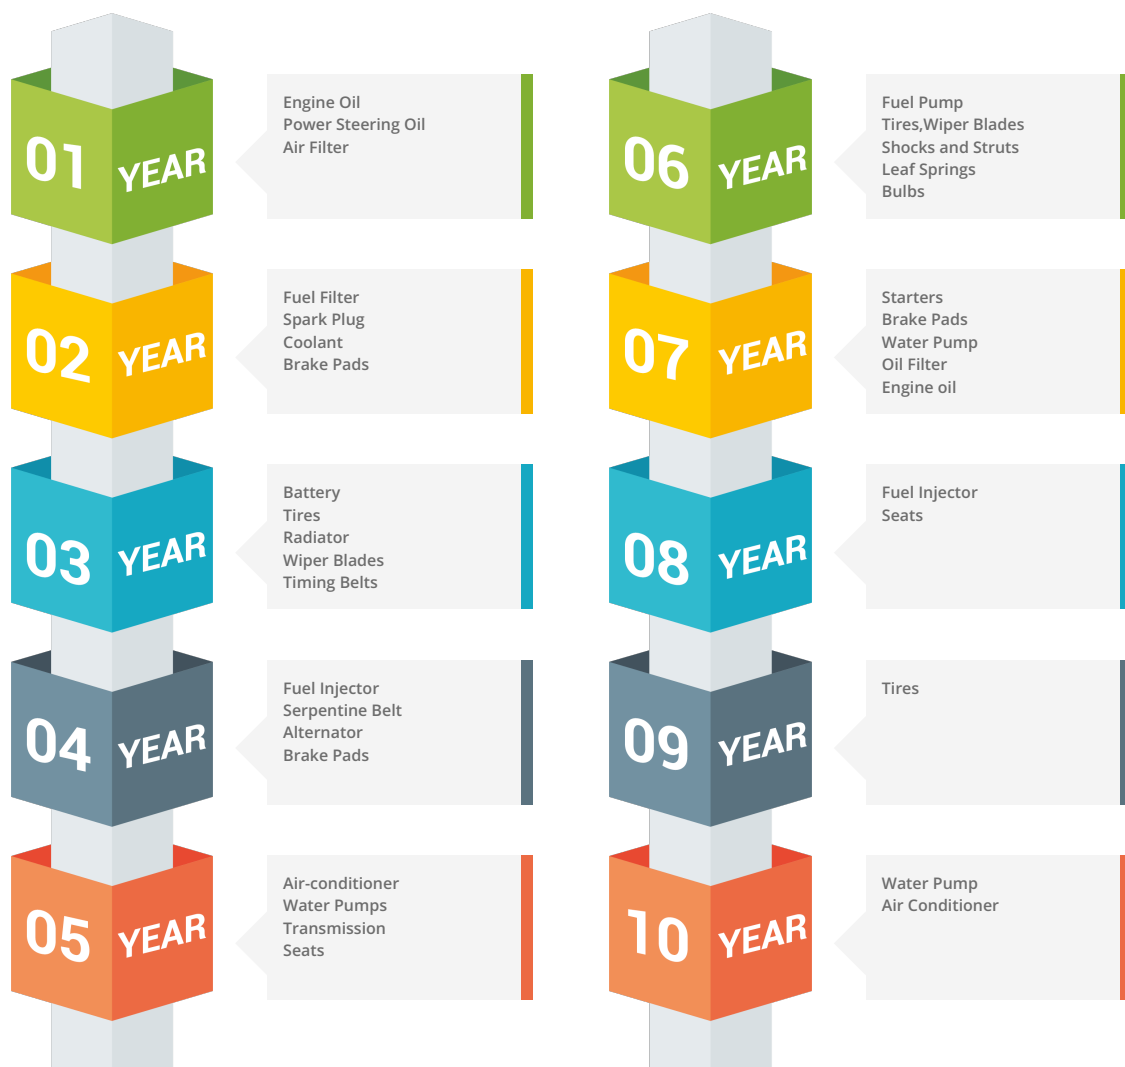 01 YEAR
Engine Oil
Power Steering Oil
Air Filter
02 YEAR
Fuel Filter
Spark Plug
Coolant
Brake Pads
03 YEAR
Battery
Tires
Radiator
Wiper Blades
Timing Belts
04 YEAR
Fuel Injector
Serpentine Belt
Alternator
Brake Pads
05 YEAR
Air-conditioner
Water Pumps
Transmission
Seats
06 YEAR
Fuel Pump
Tires,Wiper Blades
Shocks and Struts
Leaf Springs
Bulbs
07 YEAR
Starters
Brake Pads
Water Pump
Oil Filter
Engine oil
08 YEAR
Fuel Injector
Seats
09 YEAR
Tires
10 YEAR
Water Pump
Air Conditioner